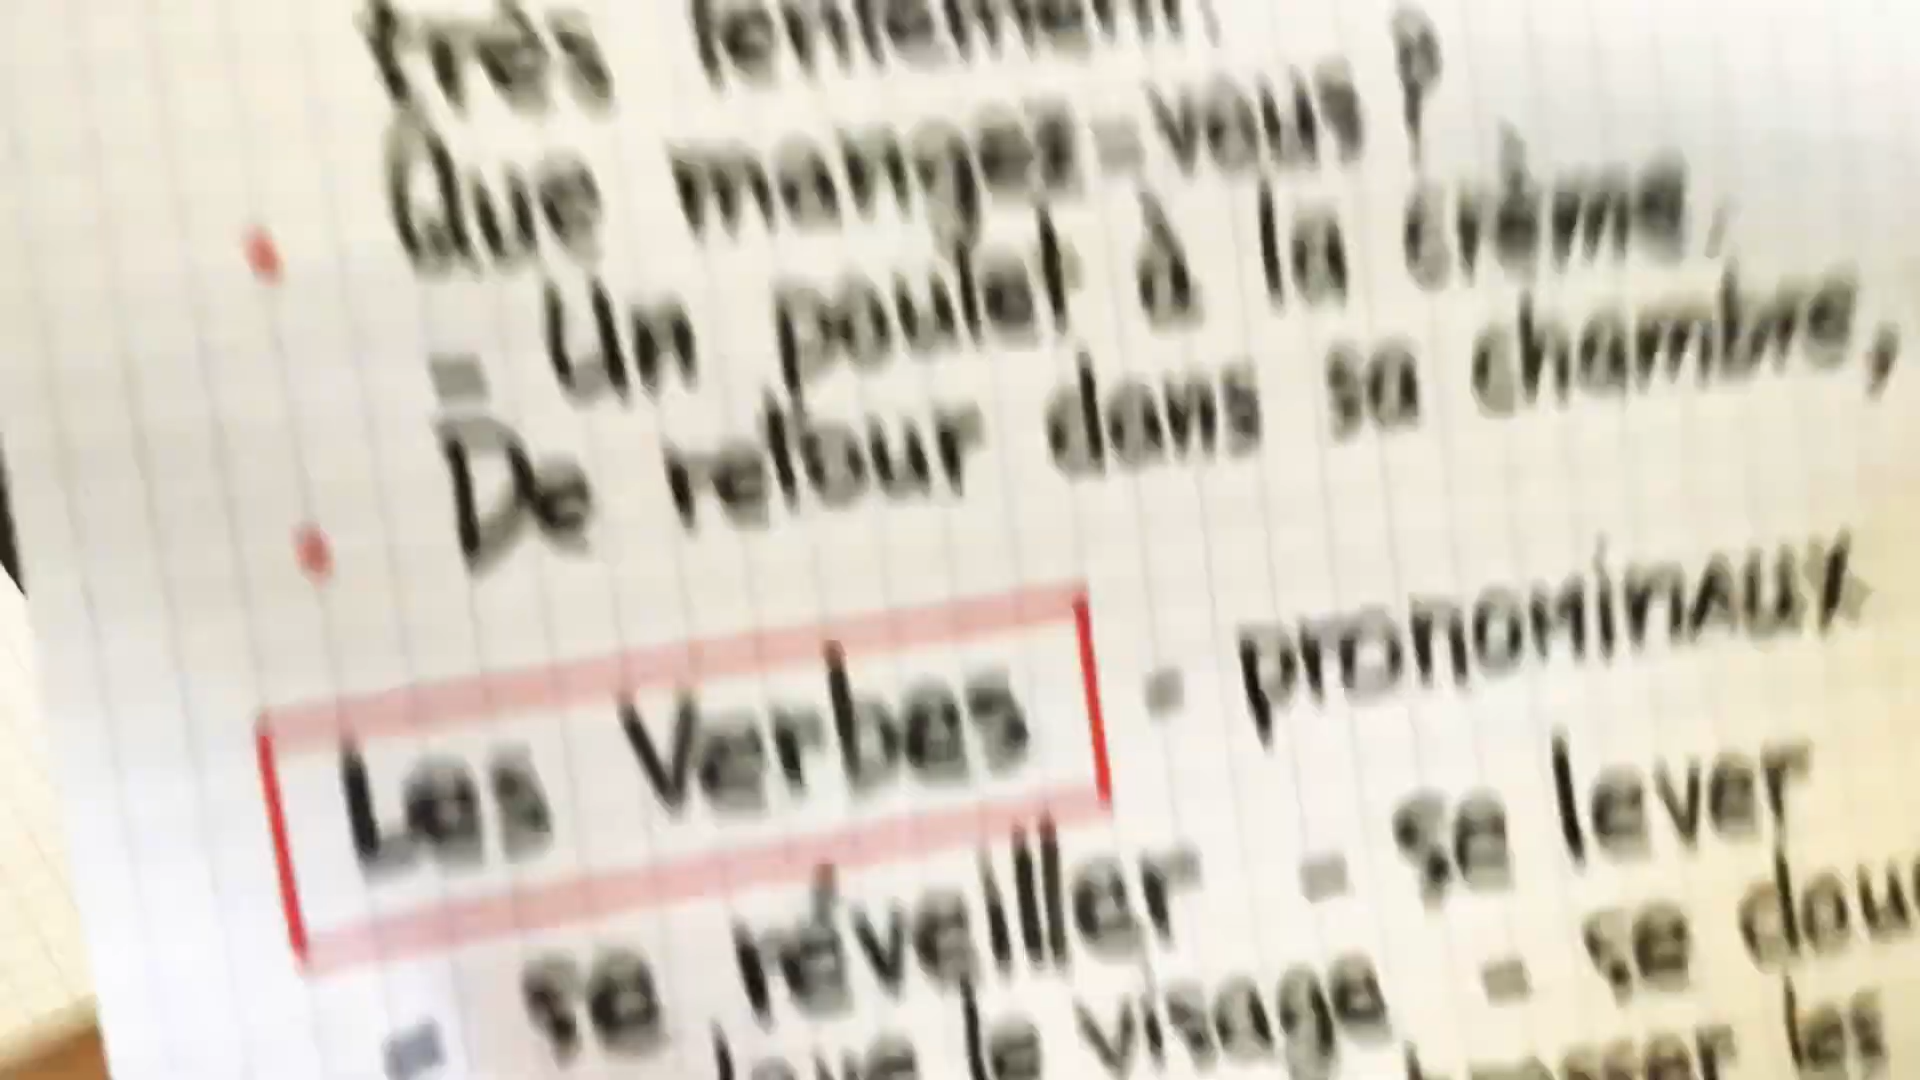 très lentement.
Que mangez-vous ?
- Un poulet à la crème.
De retour dans sa chambre,
Les Verbes - pronominaux
- se réveiller - se lever
le visage - se
les